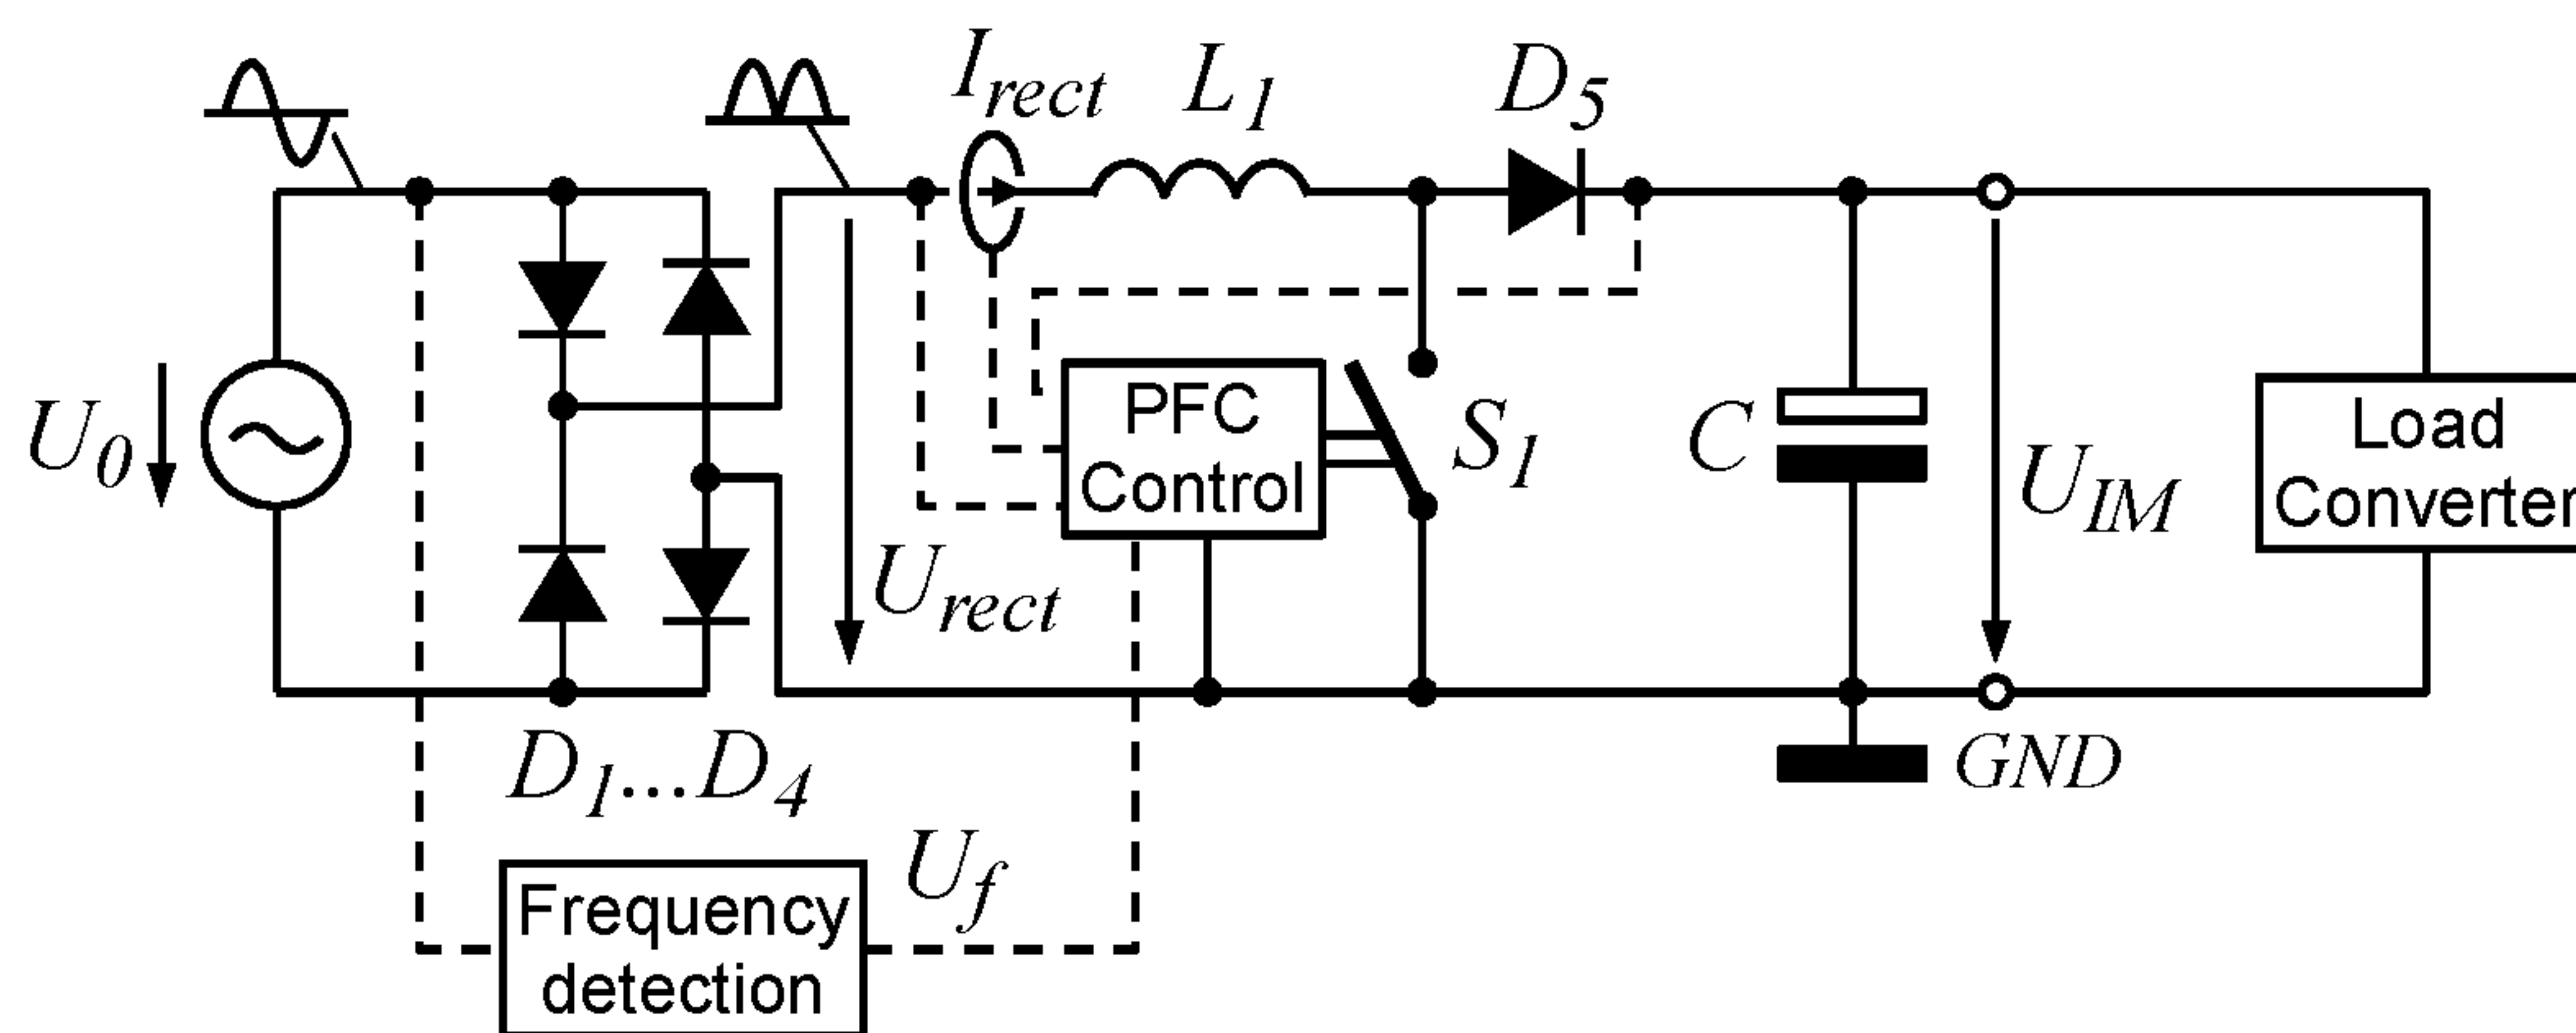 I_rect
L_1
D_5
U_0
PFC
Control
S_1
C
U_IM
Load
Converter
U_rect
D_1...D_4
GND
U_f
Frequency
detection